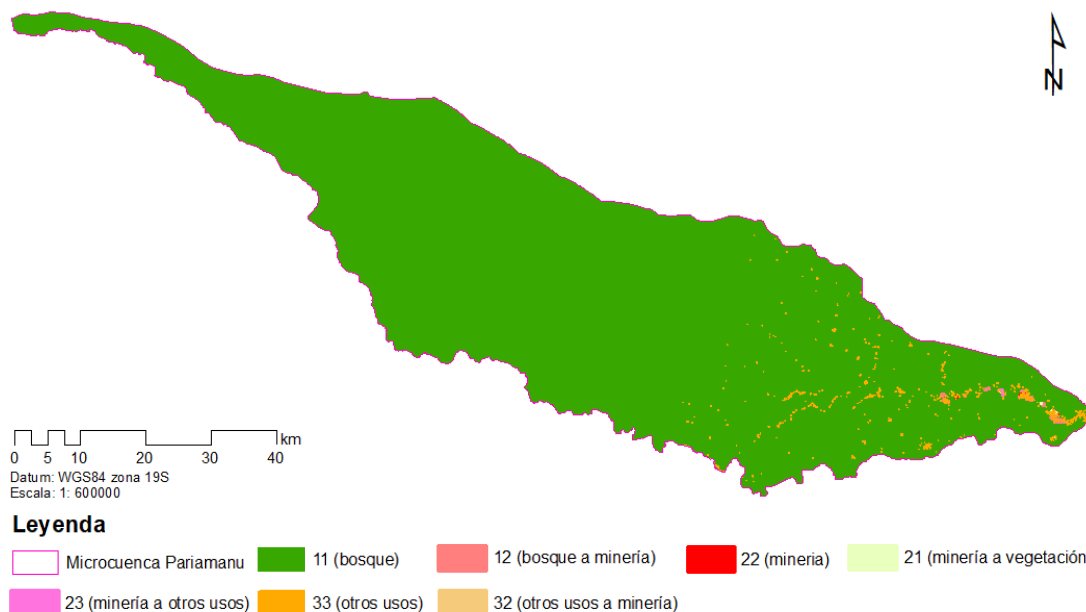 N
km
0 5 10 20 30 40
Datum: WGS84 zona 19S
Escala: 1: 600000
Leyenda
Microcuenca Pariamanu 11 (bosque) 12 (bosque a minería) 22 (mineria) 21 (minería a vegetación
23 (minería a otros usos) 33 (otros usos) 32 (otros usos a minería)